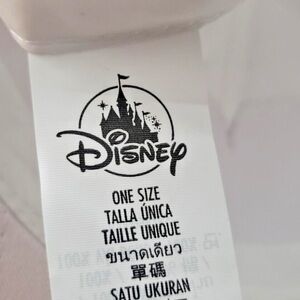 Disney
ONE SIZE
TALLA ÚNICA
TAILLE UNIQUE
ขนาดเดียว
單碼
SATU UKURAN